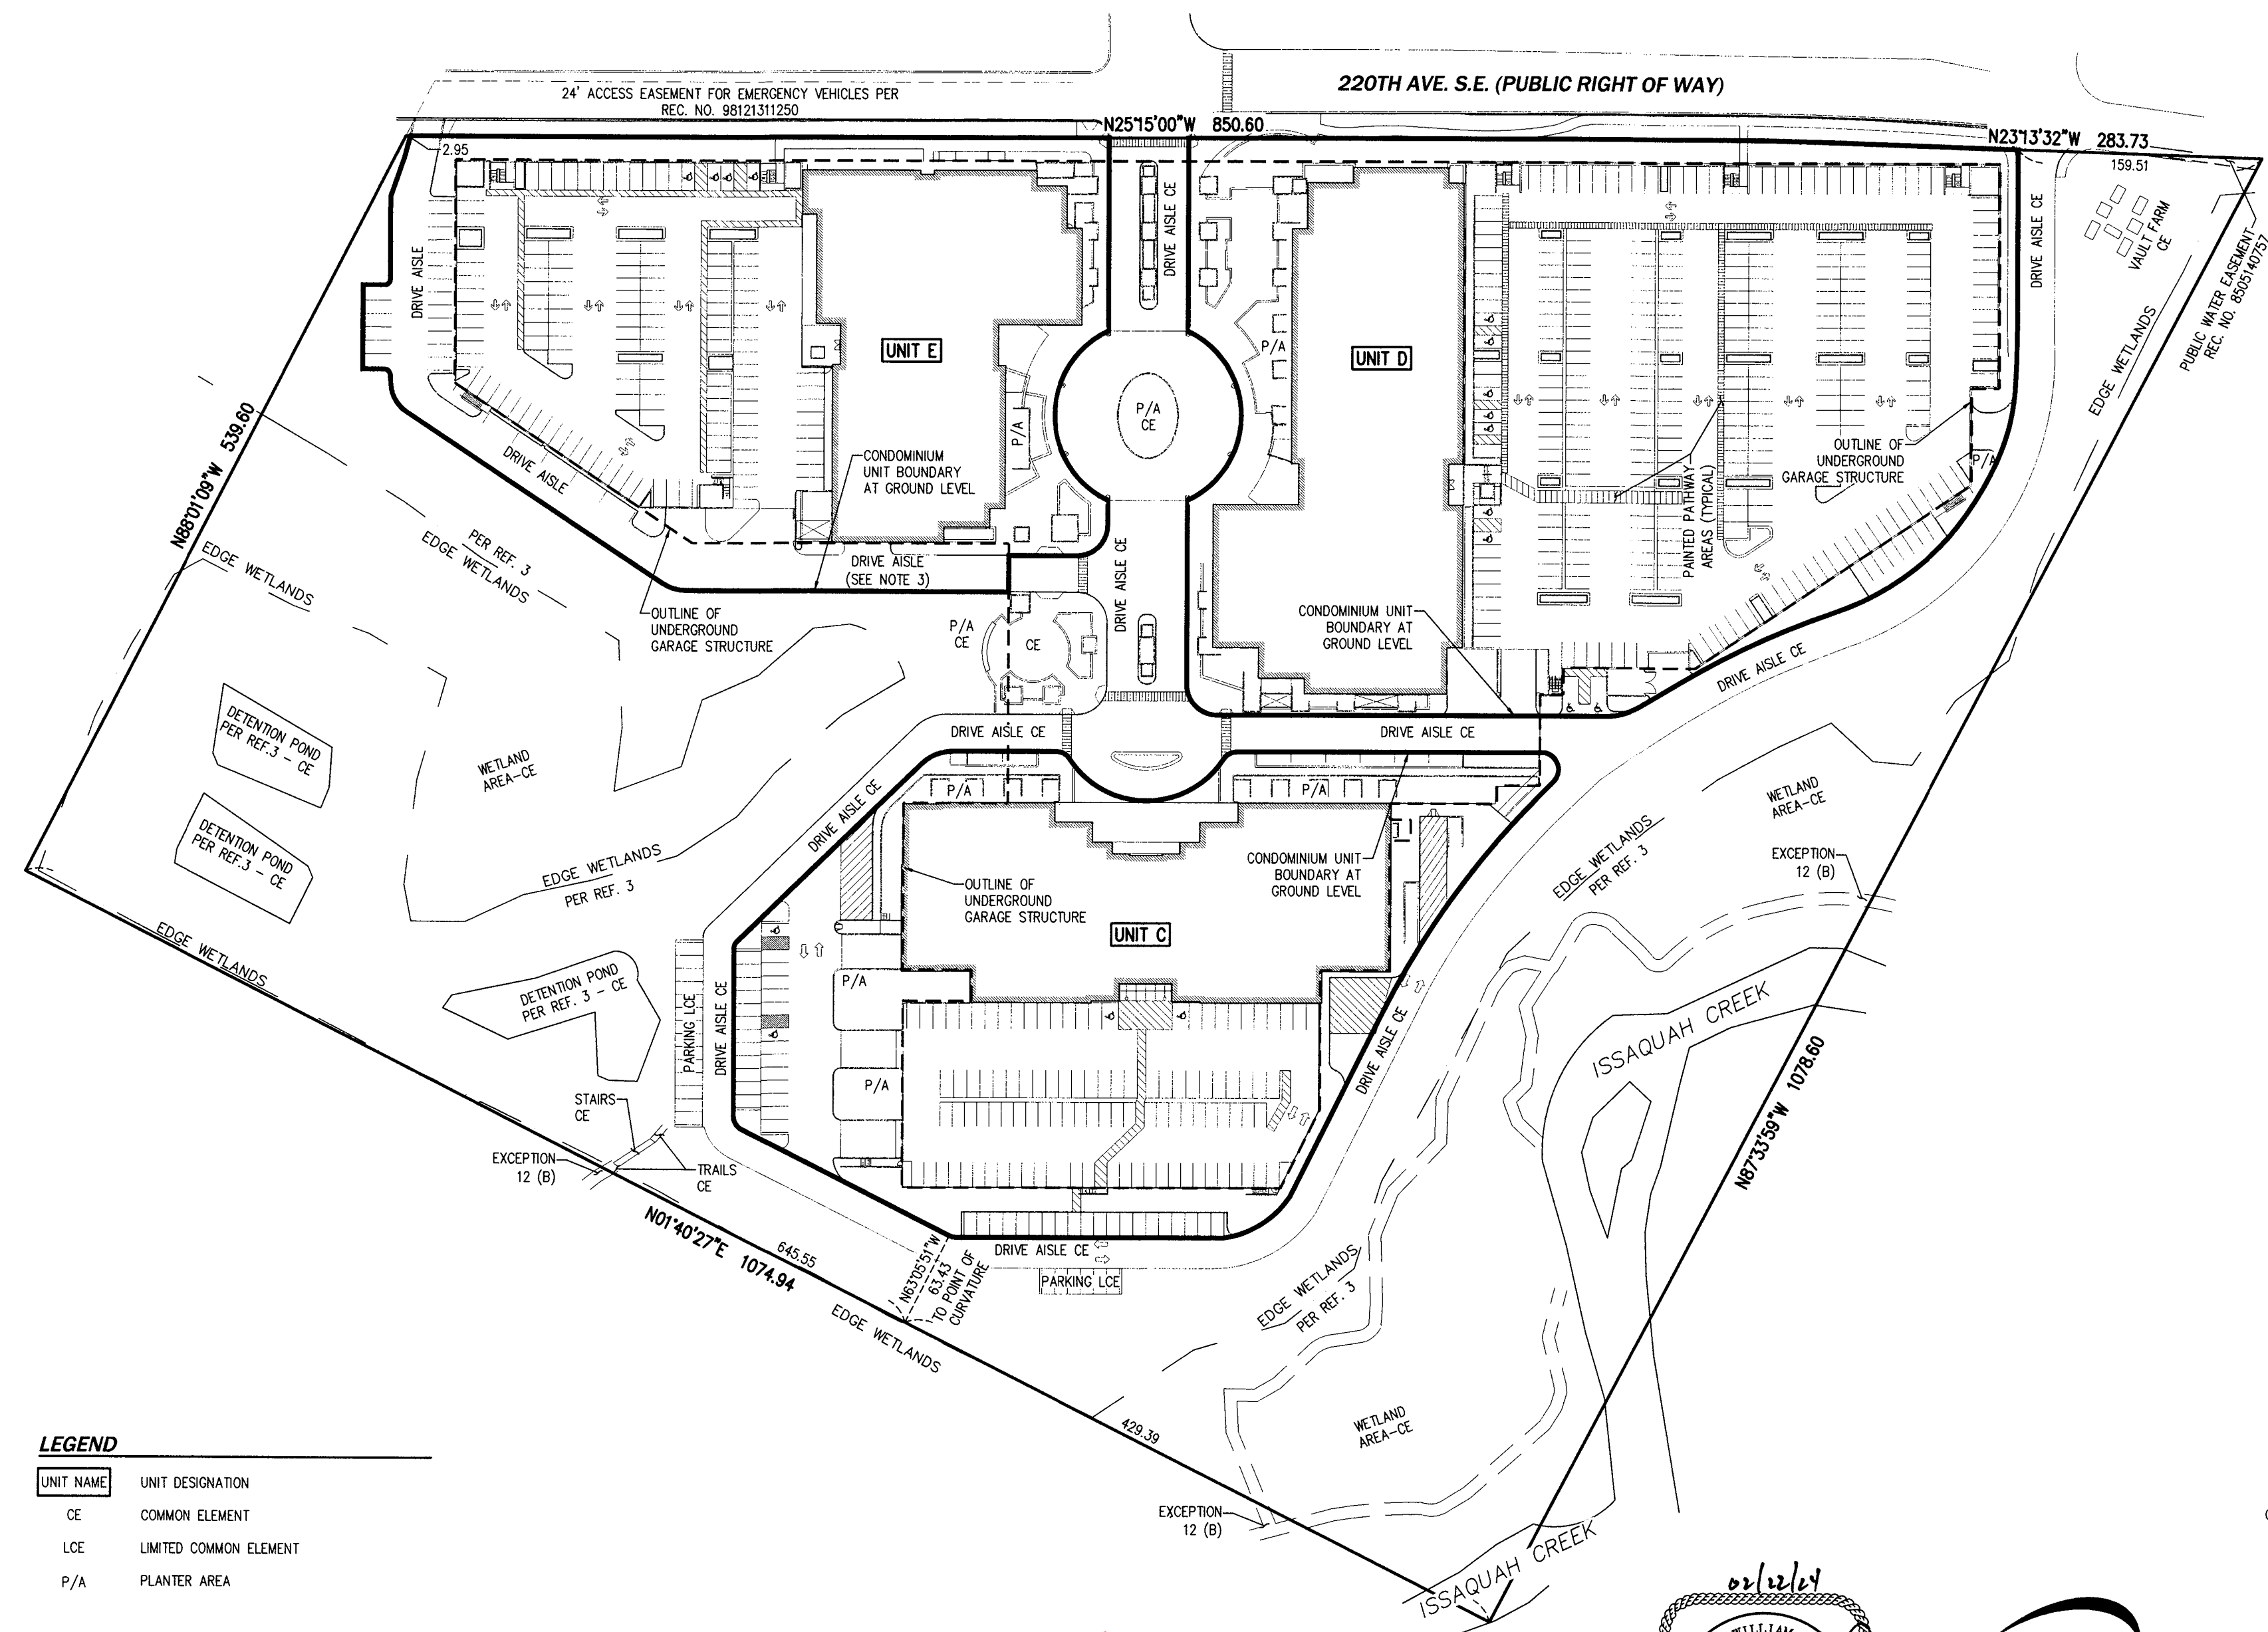 220TH AVE. S.E. (PUBLIC RIGHT OF WAY)
24' ACCESS EASEMENT FOR EMERGENCY VEHICLES PER
REC. NO. 98121311250
N25°15'00"W 850.60
N23°13'32"W 283.73
2.95
159.51
DRIVE AISLE
DRIVE AISLE CE
DRIVE AISLE CE
VAULT FARM
CE
PUBLIC WATER EASEMENT
REC. NO. 8505140757
EDGE WETLANDS
UNIT E
UNIT D
P/A
P/A
CE
P/A
N88°01'09"W 539.60
DRIVE AISLE
CONDOMINIUM
UNIT BOUNDARY
AT GROUND LEVEL
OUTLINE OF
UNDERGROUND
GARAGE STRUCTURE
P/A
PAINTED PATHWAY
AREAS (TYPICAL)
EDGE WETLANDS
PER REF. 3
EDGE WETLANDS
DRIVE AISLE
(SEE NOTE 3)
DRIVE AISLE CE
OUTLINE OF
UNDERGROUND
GARAGE STRUCTURE
P/A
CE
CE
CONDOMINIUM UNIT
BOUNDARY AT
GROUND LEVEL
DRIVE AISLE CE
DETENTION POND
PER REF.3 - CE
WETLAND
AREA-CE
DRIVE AISLE CE
DRIVE AISLE CE
DETENTION POND
PER REF.3 - CE
DRIVE AISLE CE
P/A
P/A
WETLAND
AREA-CE
EDGE WETLANDS
PER REF. 3
EDGE WETLANDS
PER REF. 3
EXCEPTION
12 (B)
CONDOMINIUM UNIT
BOUNDARY AT
GROUND LEVEL
OUTLINE OF
UNDERGROUND
GARAGE STRUCTURE
UNIT C
EDGE WETLANDS
DETENTION POND
PER REF. 3 - CE
PARKING LCE
DRIVE AISLE CE
P/A
P/A
DRIVE AISLE CE
ISSAQUAH CREEK
N87°33'59"W 1078.60
STAIRS
CE
EXCEPTION
12 (B)
TRAILS
CE
N01°40'27"E 1074.94
645.55
N63°05'51"W
63.43
TO POINT OF
CURVATURE
DRIVE AISLE CE
PARKING LCE
EDGE WETLANDS
PER REF. 3
EDGE WETLANDS
429.39
WETLAND
AREA-CE
EXCEPTION
12 (B)
ISSAQUAH CREEK
LEGEND
UNIT NAME UNIT DESIGNATION
CE COMMON ELEMENT
LCE LIMITED COMMON ELEMENT
P/A PLANTER AREA
02/22/24